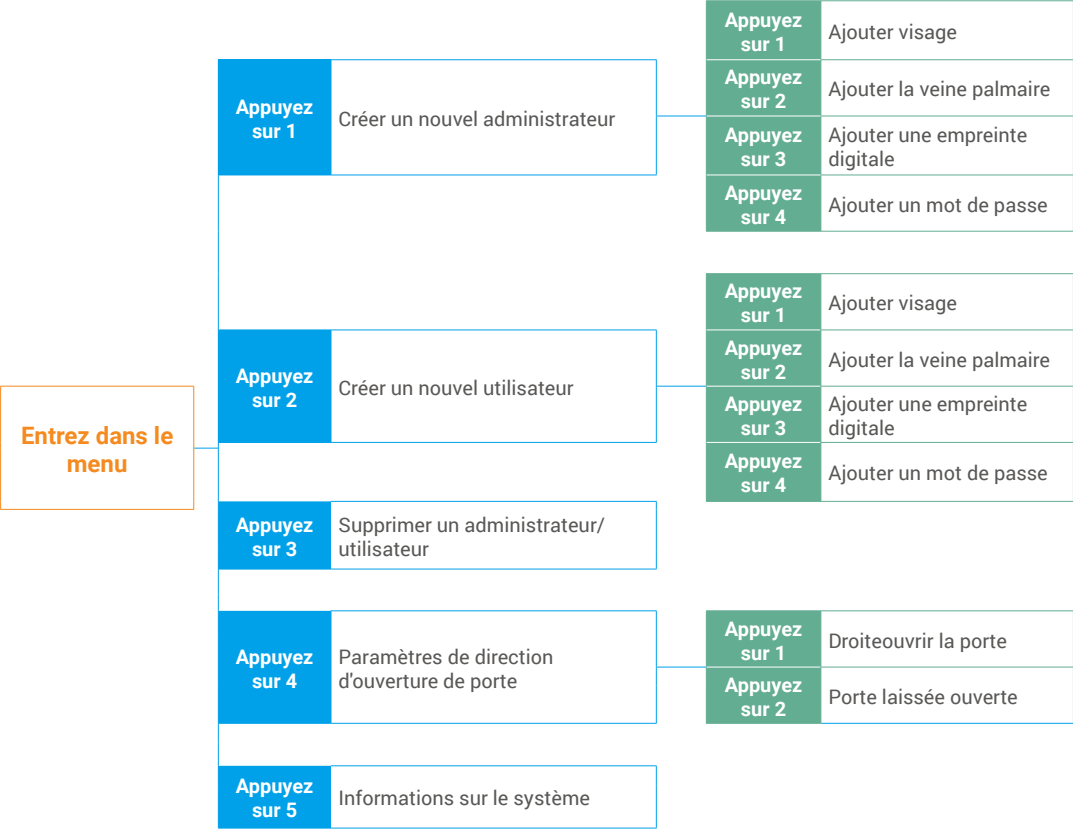 Entrez dans le
menu
Appuyez
sur 1
Créer un nouvel administrateur
Appuyez
sur 1
Ajouter visage
Appuyez
sur 2
Ajouter la veine palmaire
Appuyez
sur 3
Ajouter une empreinte
digitale
Appuyez
sur 4
Ajouter un mot de passe
Appuyez
sur 2
Créer un nouvel utilisateur
Appuyez
sur 1
Ajouter visage
Appuyez
sur 2
Ajouter la veine palmaire
Appuyez
sur 3
Ajouter une empreinte
digitale
Appuyez
sur 4
Ajouter un mot de passe
Appuyez
sur 3
Supprimer un administrateur/
utilisateur
Appuyez
sur 4
Paramètres de direction
d'ouverture de porte
Appuyez
sur 1
Droiteouvrir la porte
Appuyez
sur 2
Porte laissée ouverte
Appuyez
sur 5
Informations sur le système